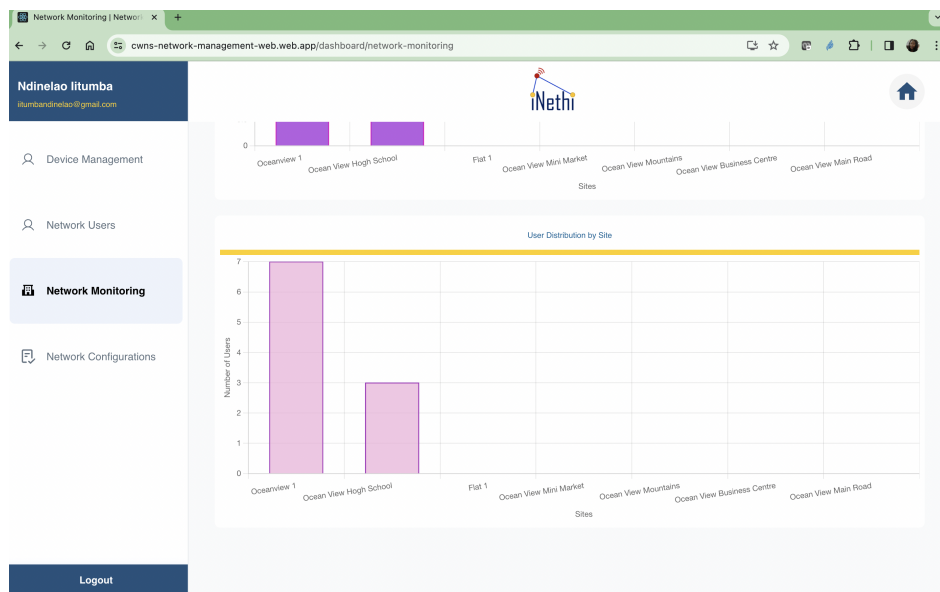 Network Monitoring | Network
cwns-network-management-web.web.app/dashboard/network-monitoring
Ndinelao Iitumba
iitumbandinelao@gmail.com
iNethi
Device Management
Network Users
Network Monitoring
Network Configurations
Logout
0
Oceanview 1
Ocean View Hogh School
Flat 1
Ocean View Mini Market
Ocean View Mountains
Ocean View Business Centre
Ocean View Main Road
Sites
User Distribution by Site
Number of Users
7
6
5
4
3
2
1
0
Oceanview 1
Ocean View Hogh School
Flat 1
Ocean View Mini Market
Ocean View Mountains
Ocean View Business Centre
Ocean View Main Road
Sites